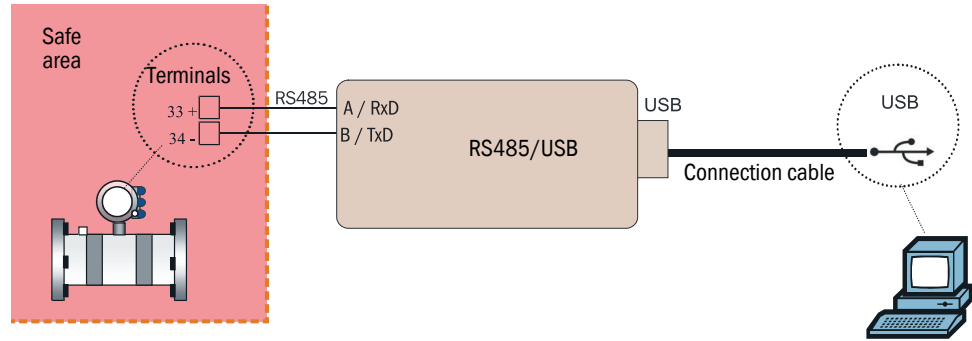 Safe
area
Terminals
33 +
34 -
RS485
A / RxD
B / TxD
RS485/USB
USB
Connection cable
USB